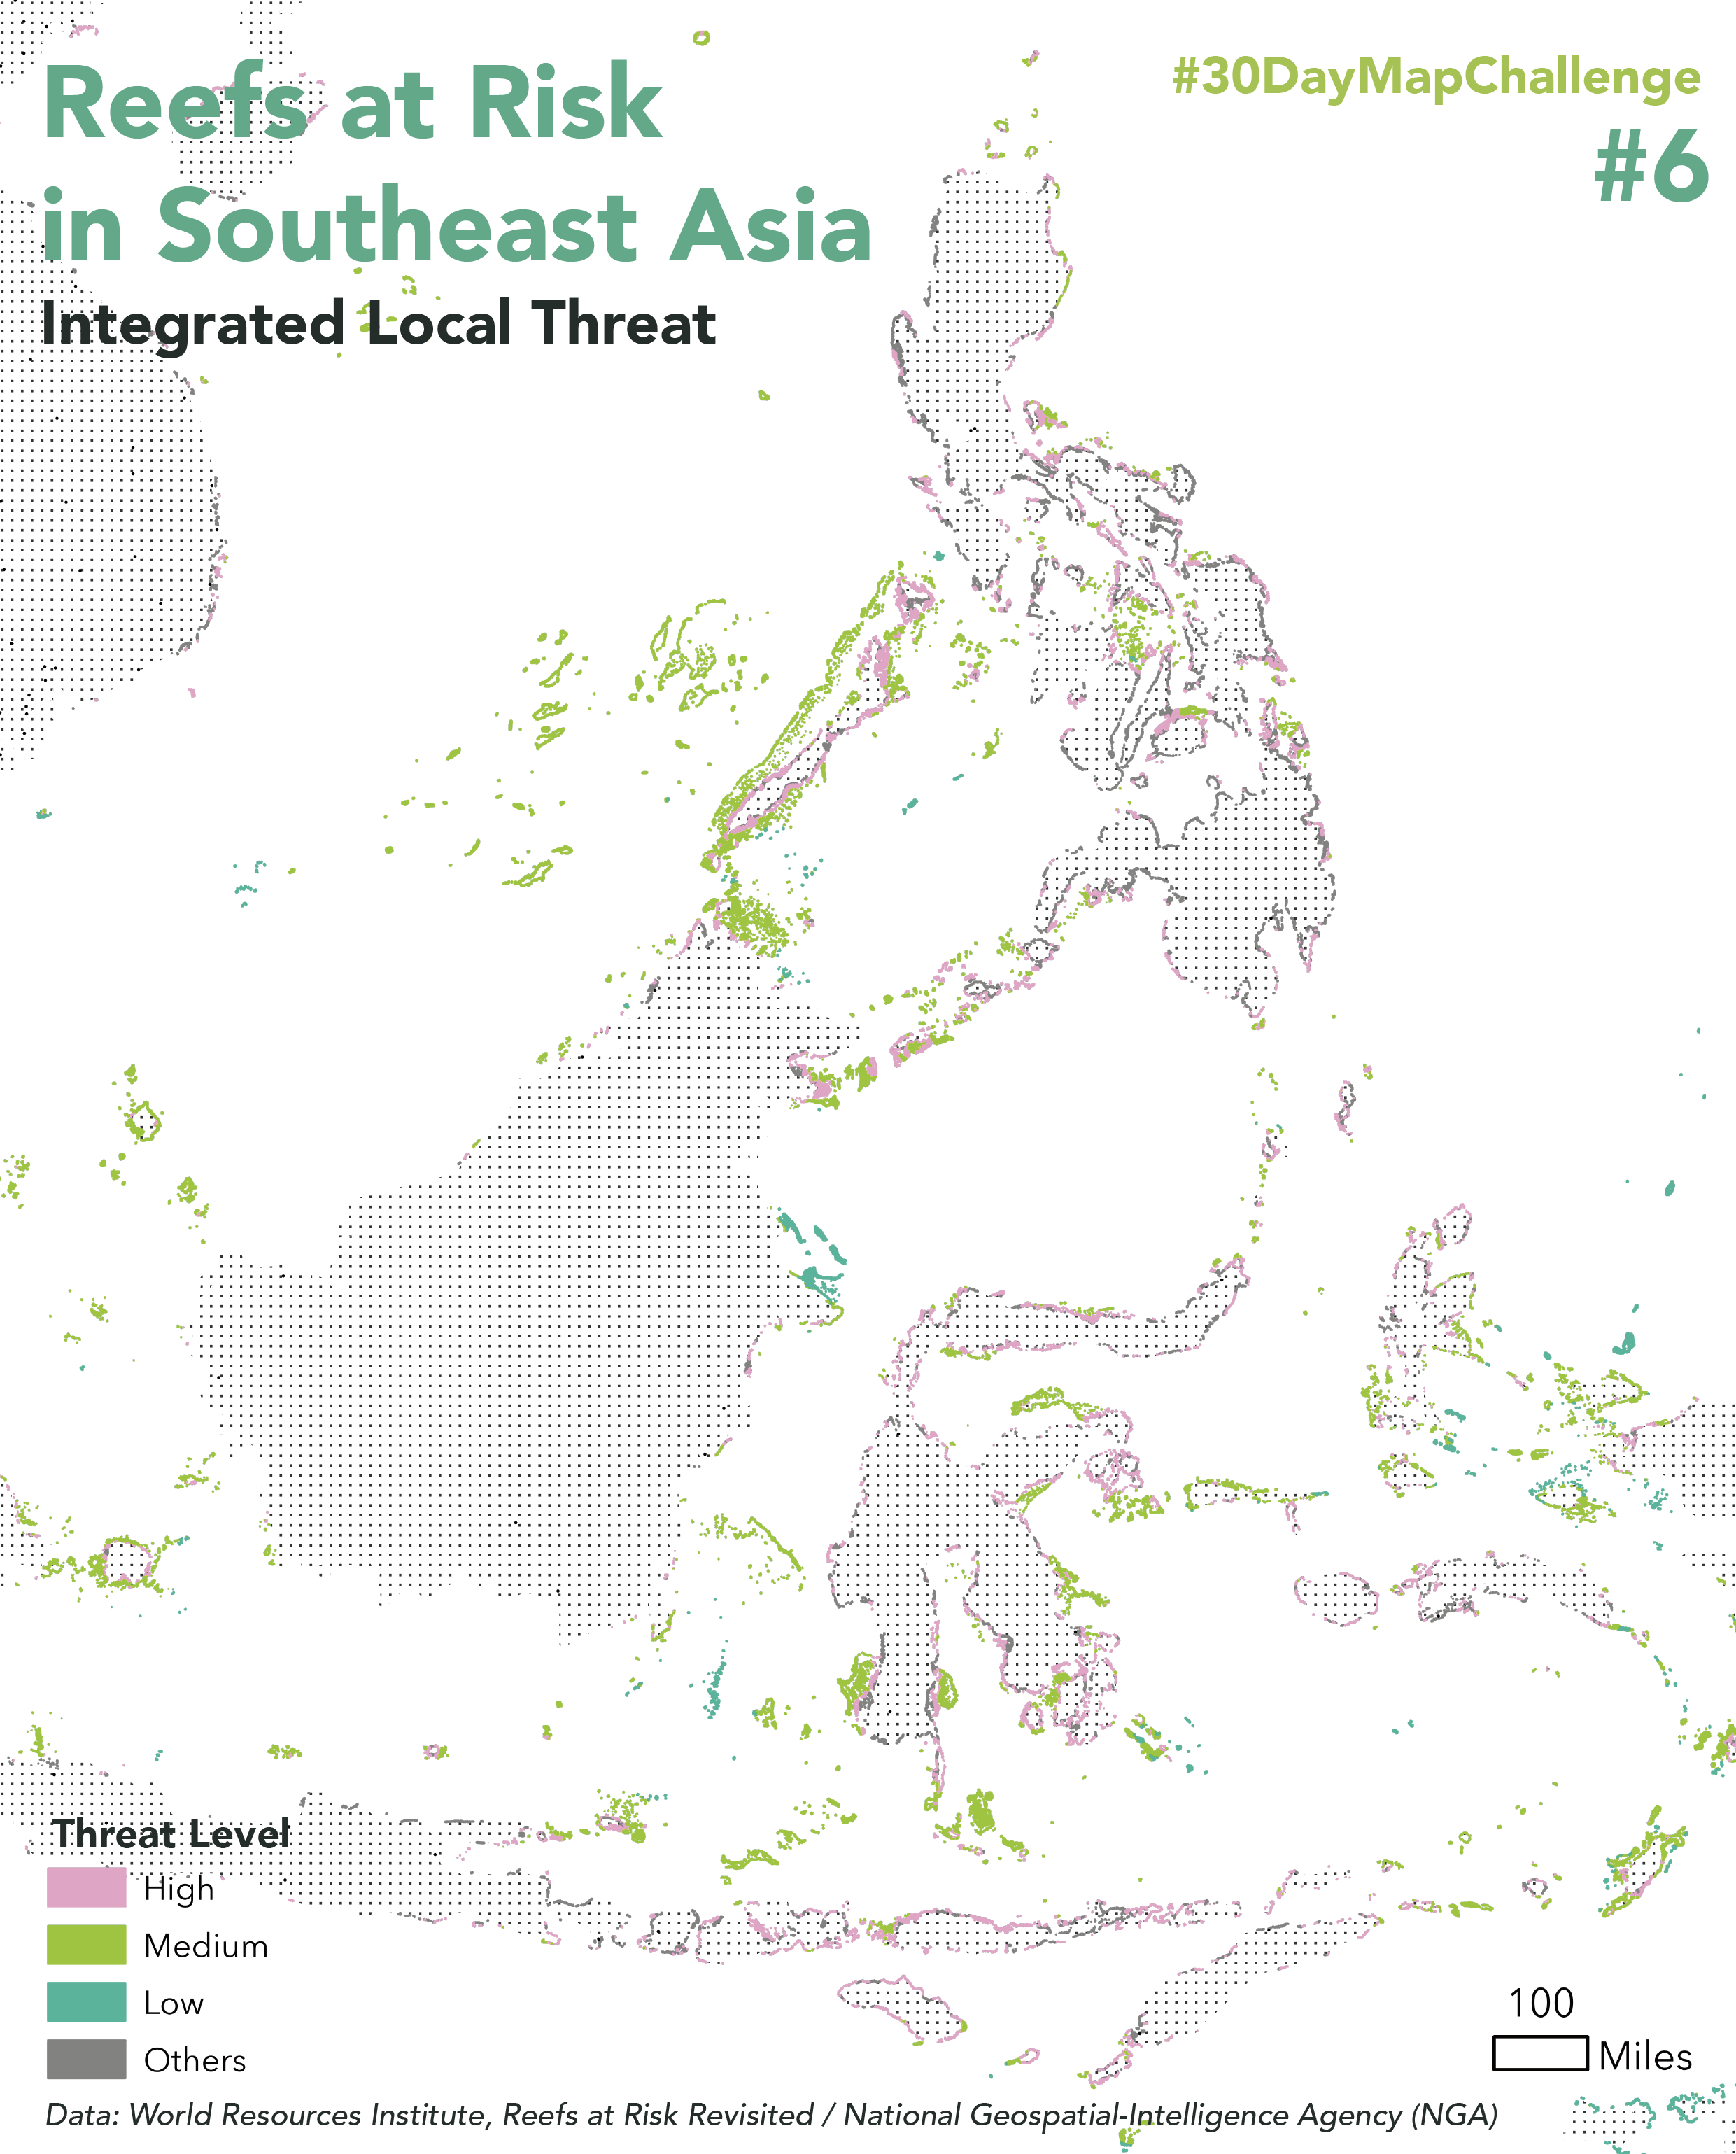 Reefs at Risk
in Southeast Asia
Integrated Local Threat
#30DayMapChallenge
#6
Threat Level
High
Medium
Low
Others
100
Miles
Data: World Resources Institute, Reefs at Risk Revisited / National Geospatial-Intelligence Agency (NGA)